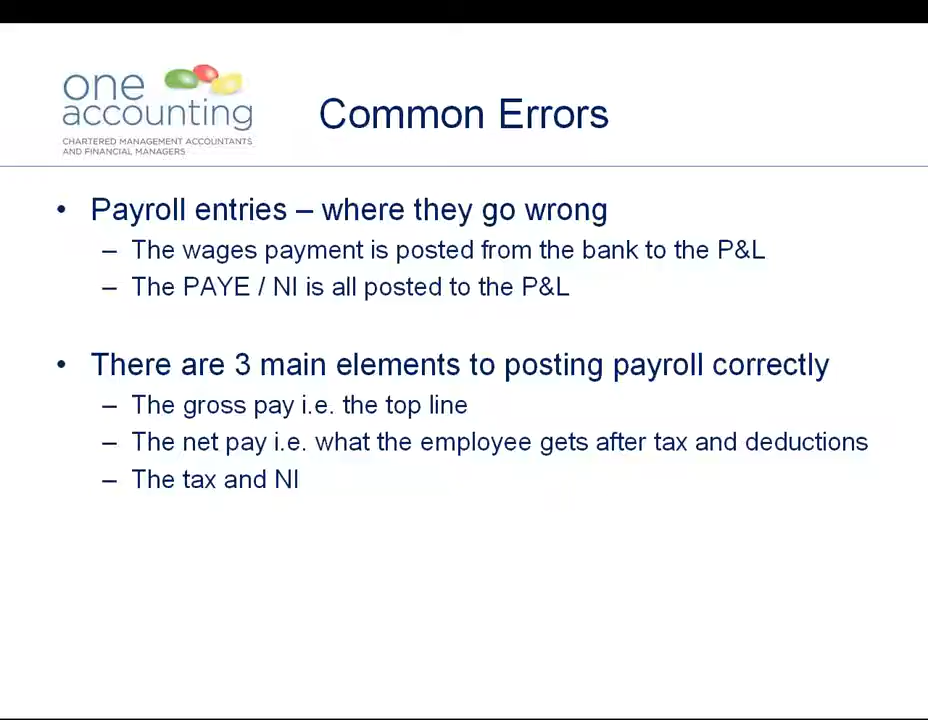 one
accounting
CHARTERED MANAGEMENT ACCOUNTANTS
AND FINANCIAL MANAGERS
Common Errors
• Payroll entries – where they go wrong
– The wages payment is posted from the bank to the P&L
– The PAYE / NI is all posted to the P&L
• There are 3 main elements to posting payroll correctly
– The gross pay i.e. the top line
– The net pay i.e. what the employee gets after tax and deductions
– The tax and NI